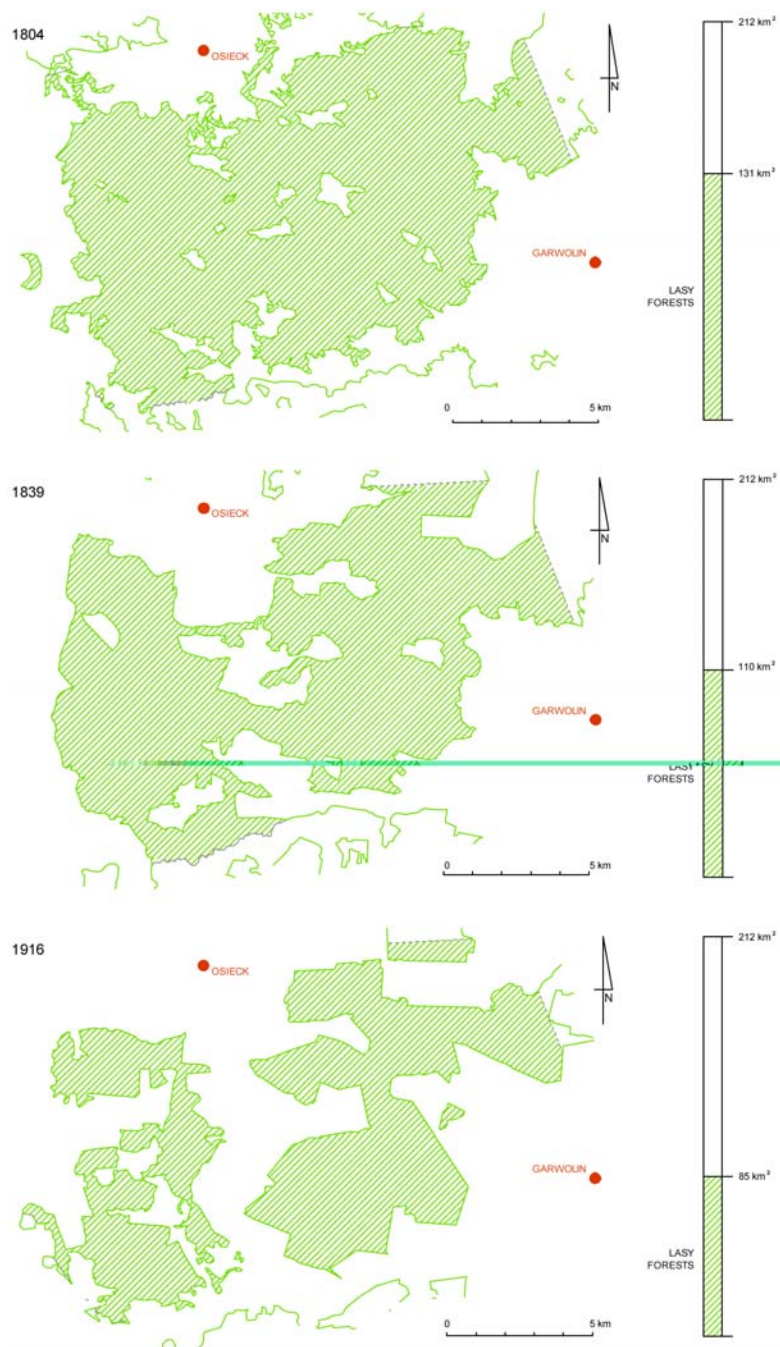 1804
OSIECK
N
212 km²
131 km²
GARWOLIN
LASY
FORESTS
0 5 km
1839
OSIECK
N
212 km²
110 km²
GARWOLIN
LASY
FORESTS
0 5 km
1916
OSIECK
N
212 km²
85 km²
GARWOLIN
LASY
FORESTS
0 5 km